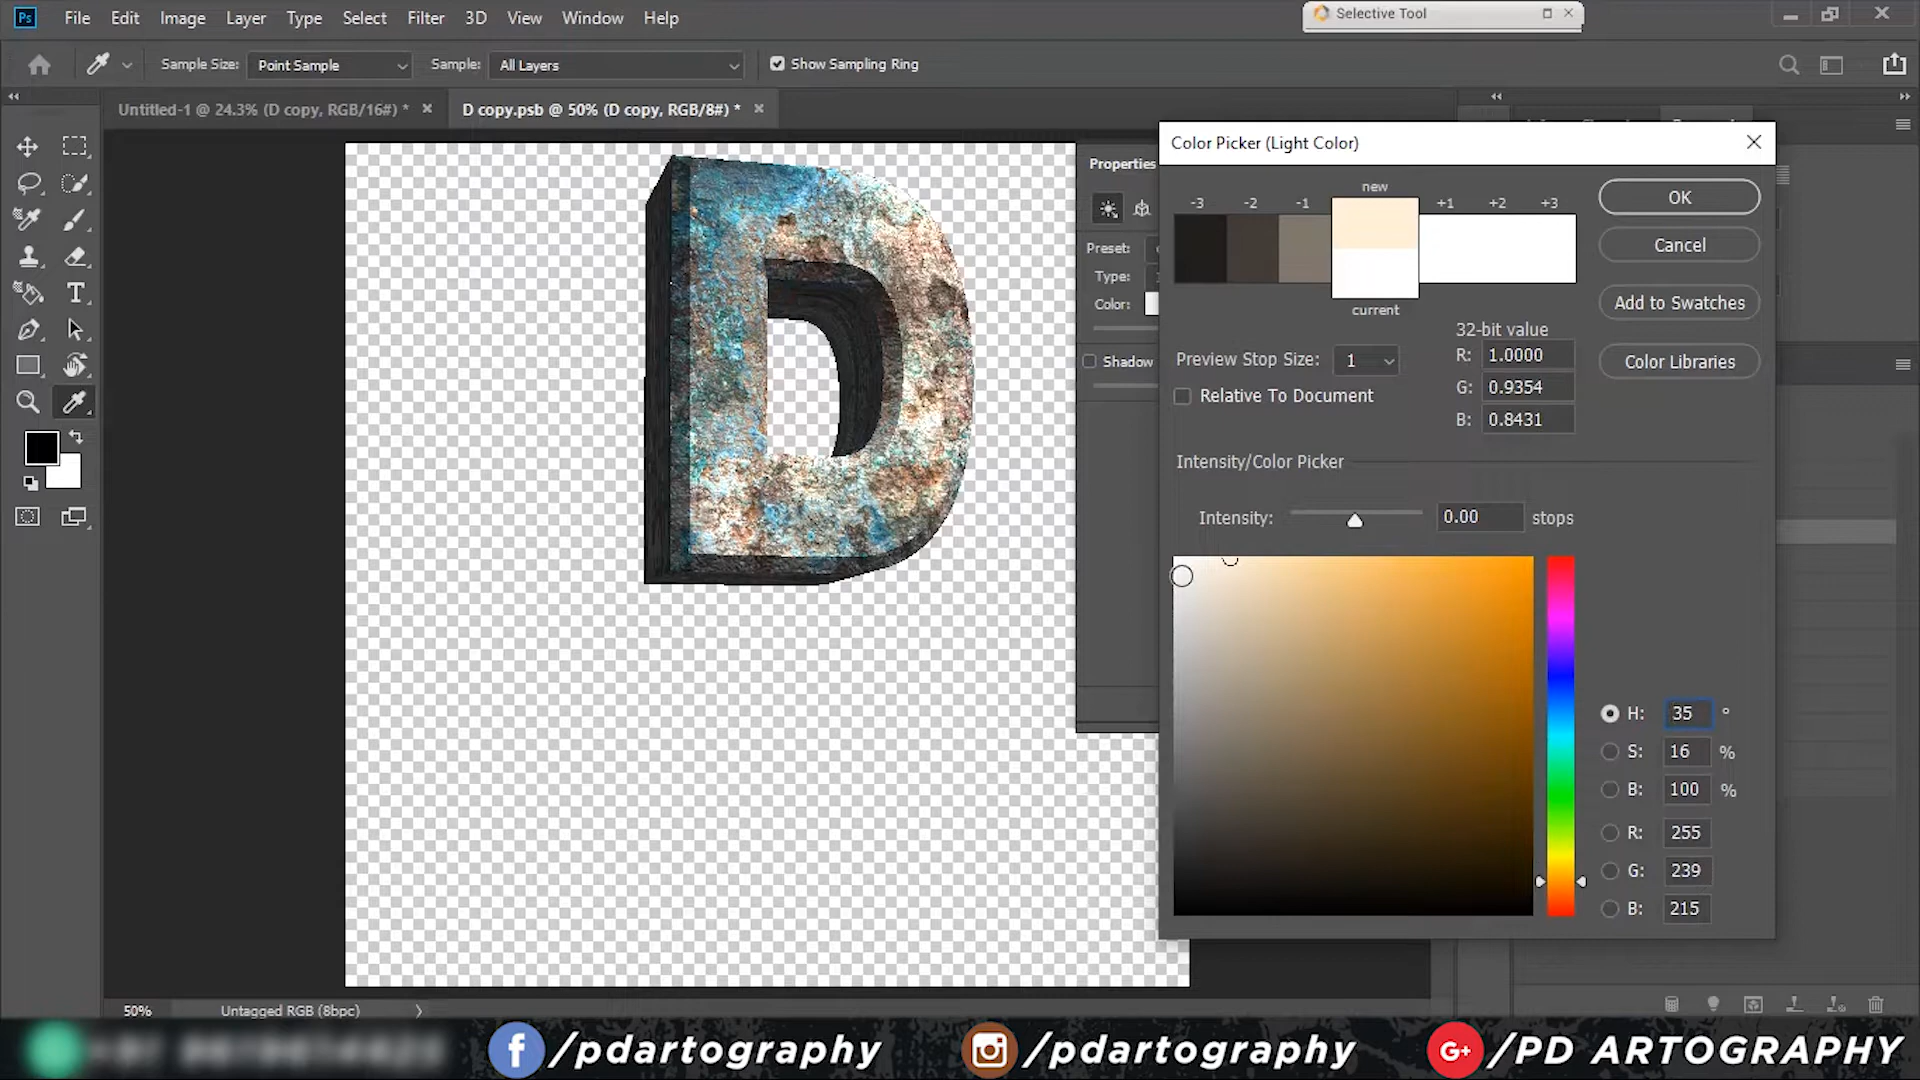 Ps File Edit Image Layer Type Select Filter 3D View Window Help
Selective Tool
Sample Size: Point Sample Sample: All Layers Show Sampling Ring
Untitled-1 @ 24.3% (D copy, RGB/16#) *
D copy.psb @ 50% (D copy, RGB/8#) *
D
Properties
Preset:
Type:
Color:
Shadow
Color Picker (Light Color)
new
-3 -2 -1 +1 +2 +3
current
OK
Cancel
Add to Swatches
Color Libraries
32-bit value
R: 1.0000
G: 0.9354
B: 0.8431
Preview Stop Size: 1
Relative To Document
Intensity/Color Picker
Intensity: 0.00 stops
H: 35 °
S: 16 %
B: 100 %
R: 255
G: 239
B: 215
50% Untagged RGB (8bpc)
f /pdartography /pdartography G+ /PD ARTOGRAPHY